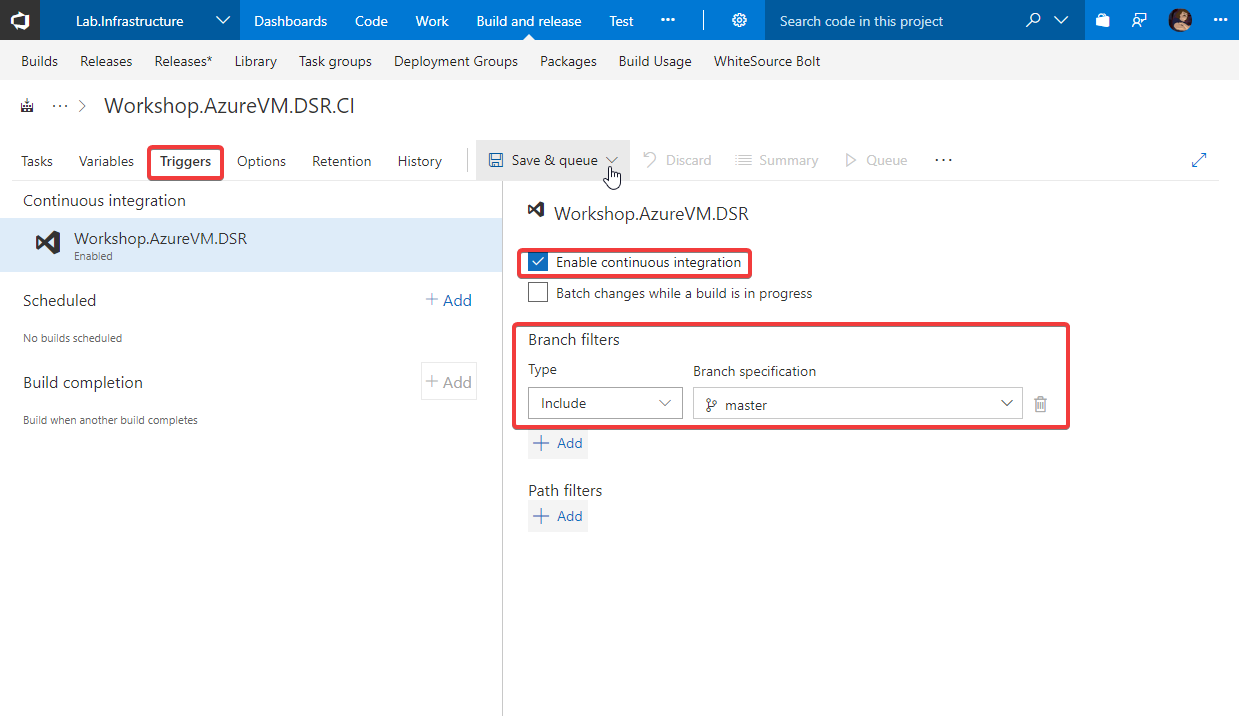 Lab.Infrastructure Dashboards Code Work Build and release Test ··· Search code in this project ···
Builds Releases Releases* Library Task groups Deployment Groups Packages Build Usage WhiteSource Bolt
··· > Workshop.AzureVM.DSR.CI
Tasks Variables Triggers Options Retention History Save & queue Discard Summary Queue ···
Continuous integration
Workshop.AzureVM.DSR
Enabled
Scheduled + Add
No builds scheduled
Build completion + Add
Build when another build completes
Workshop.AzureVM.DSR
Enable continuous integration
Batch changes while a build is in progress
Branch filters
Type Branch specification
Include master
+ Add
Path filters
+ Add